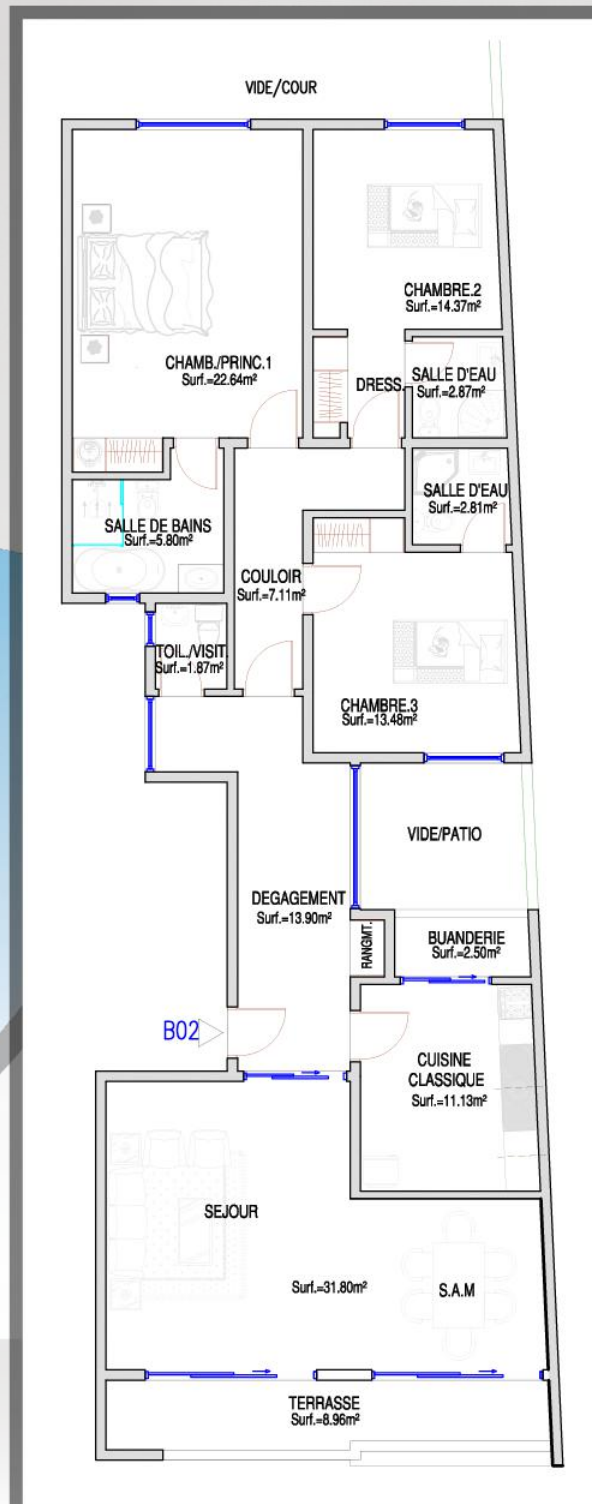 VIDE/COUR
CHAMBRE.2
Surf.=14.37m²
CHAMB./PRINC.1
Surf.=22.64m²
DRESS.
SALLE D'EAU
Surf.=2.87m²
SALLE D'EAU
Surf.=2.81m²
SALLE DE BAINS
Surf.=5.80m²
COULOIR
Surf.=7.11m²
TOIL./VISIT.
Surf.=1.87m²
CHAMBRE.3
Surf.=13.48m²
VIDE/PATIO
DEGAGEMENT
Surf.=13.90m²
RANGMT.
BUANDERIE
Surf.=2.50m²
B02
CUISINE
CLASSIQUE
Surf.=11.13m²
SEJOUR
Surf.=31.80m²
S.A.M
TERRASSE
Surf.=8.96m²